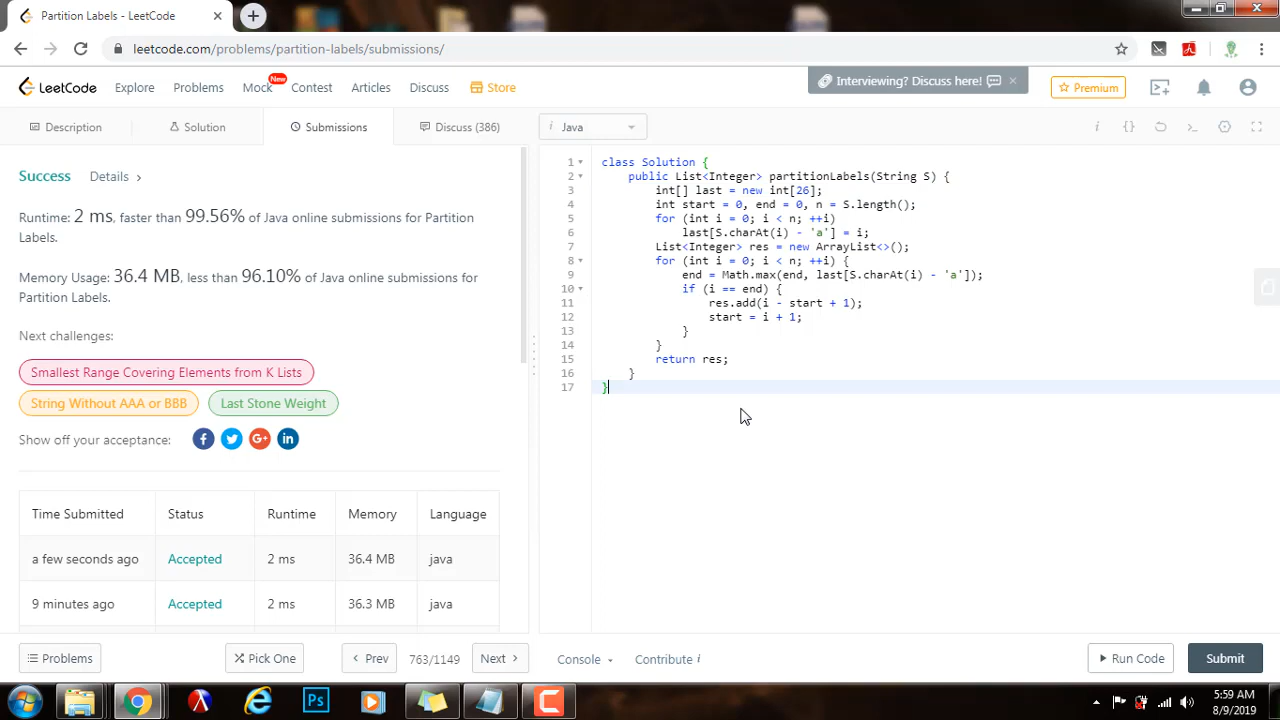 Partition Labels - LeetCode
leetcode.com/problems/partition-labels/submissions/
LeetCode
Explore
Problems
Mock
New
Contest
Articles
Discuss
Store
Interviewing? Discuss here!
Premium
Description
Solution
Submissions
Discuss (386)
i Java
Success
Details >
Runtime: 2 ms, faster than 99.56% of Java online submissions for Partition
Labels.
Memory Usage: 36.4 MB, less than 96.10% of Java online submissions for
Partition Labels.
Next challenges:
Smallest Range Covering Elements from K Lists
String Without AAA or BBB
Last Stone Weight
Show off your acceptance:
Time Submitted Status Runtime Memory Language
a few seconds ago Accepted 2 ms 36.4 MB java
9 minutes ago Accepted 2 ms 36.3 MB java
1 class Solution {
2 public List<Integer> partitionLabels(String S) {
3 int[] last = new int[26];
4 int start = 0, end = 0, n = S.length();
5 for (int i = 0; i < n; ++i)
6 last[S.charAt(i) - 'a'] = i;
7 List<Integer> res = new ArrayList<>();
8 for (int i = 0; i < n; ++i) {
9 end = Math.max(end, last[S.charAt(i) - 'a']);
10 if (i == end) {
11 res.add(i - start + 1);
12 start = i + 1;
13 }
14 }
15 return res;
16 }
17 }
Problems
Pick One
< Prev
763/1149
Next >
Console
Contribute i
Run Code
Submit
5:59 AM
8/9/2019